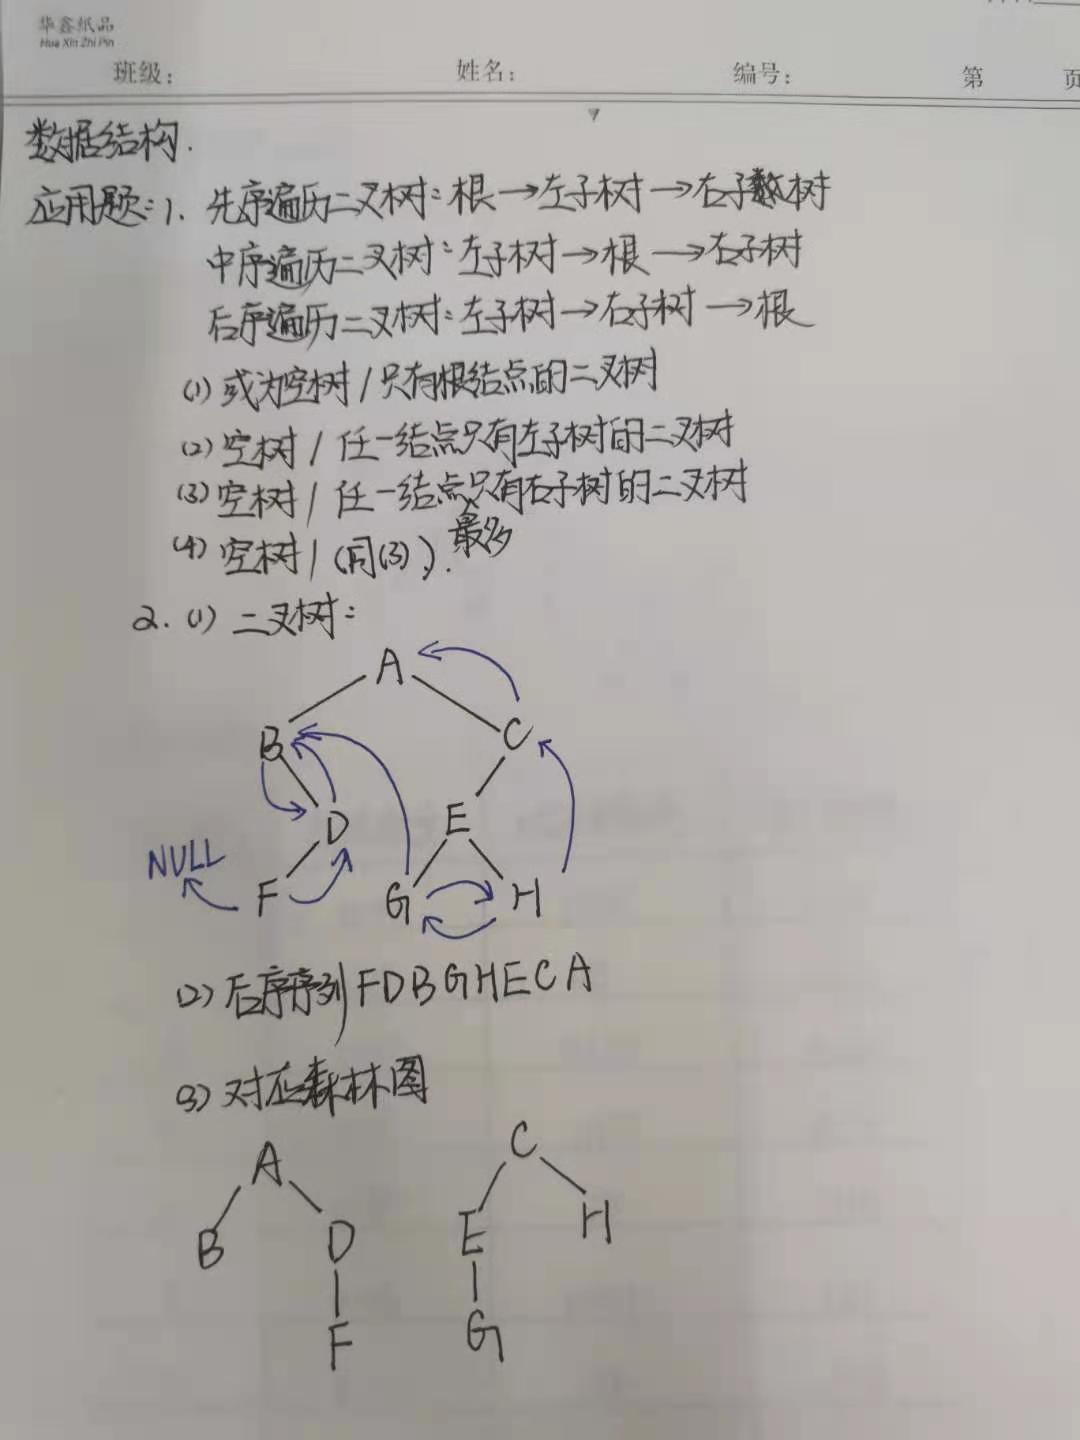 华鑫纸品
Hua Xin Zhi Pin
班级： 姓名： 编号： 第 页
数据结构.
应用题：1. 先序遍历二叉树：根→左子树→右子树
中序遍历二叉树：左子树→根→右子树
后序遍历二叉树：左子树→右子树→根
(1) 或为空树/只有根结点的二叉树
(2) 空树/任一结点只有左子树的二叉树
(3) 空树/任一结点最多只有右子树的二叉树
(4) 空树/(同(3)).
2. (1) 二叉树：
A
B C
D E
NULL
F G H
(2) 后序序列 FDBGHECA
(3) 对应森林图
A C
B D E H
F G